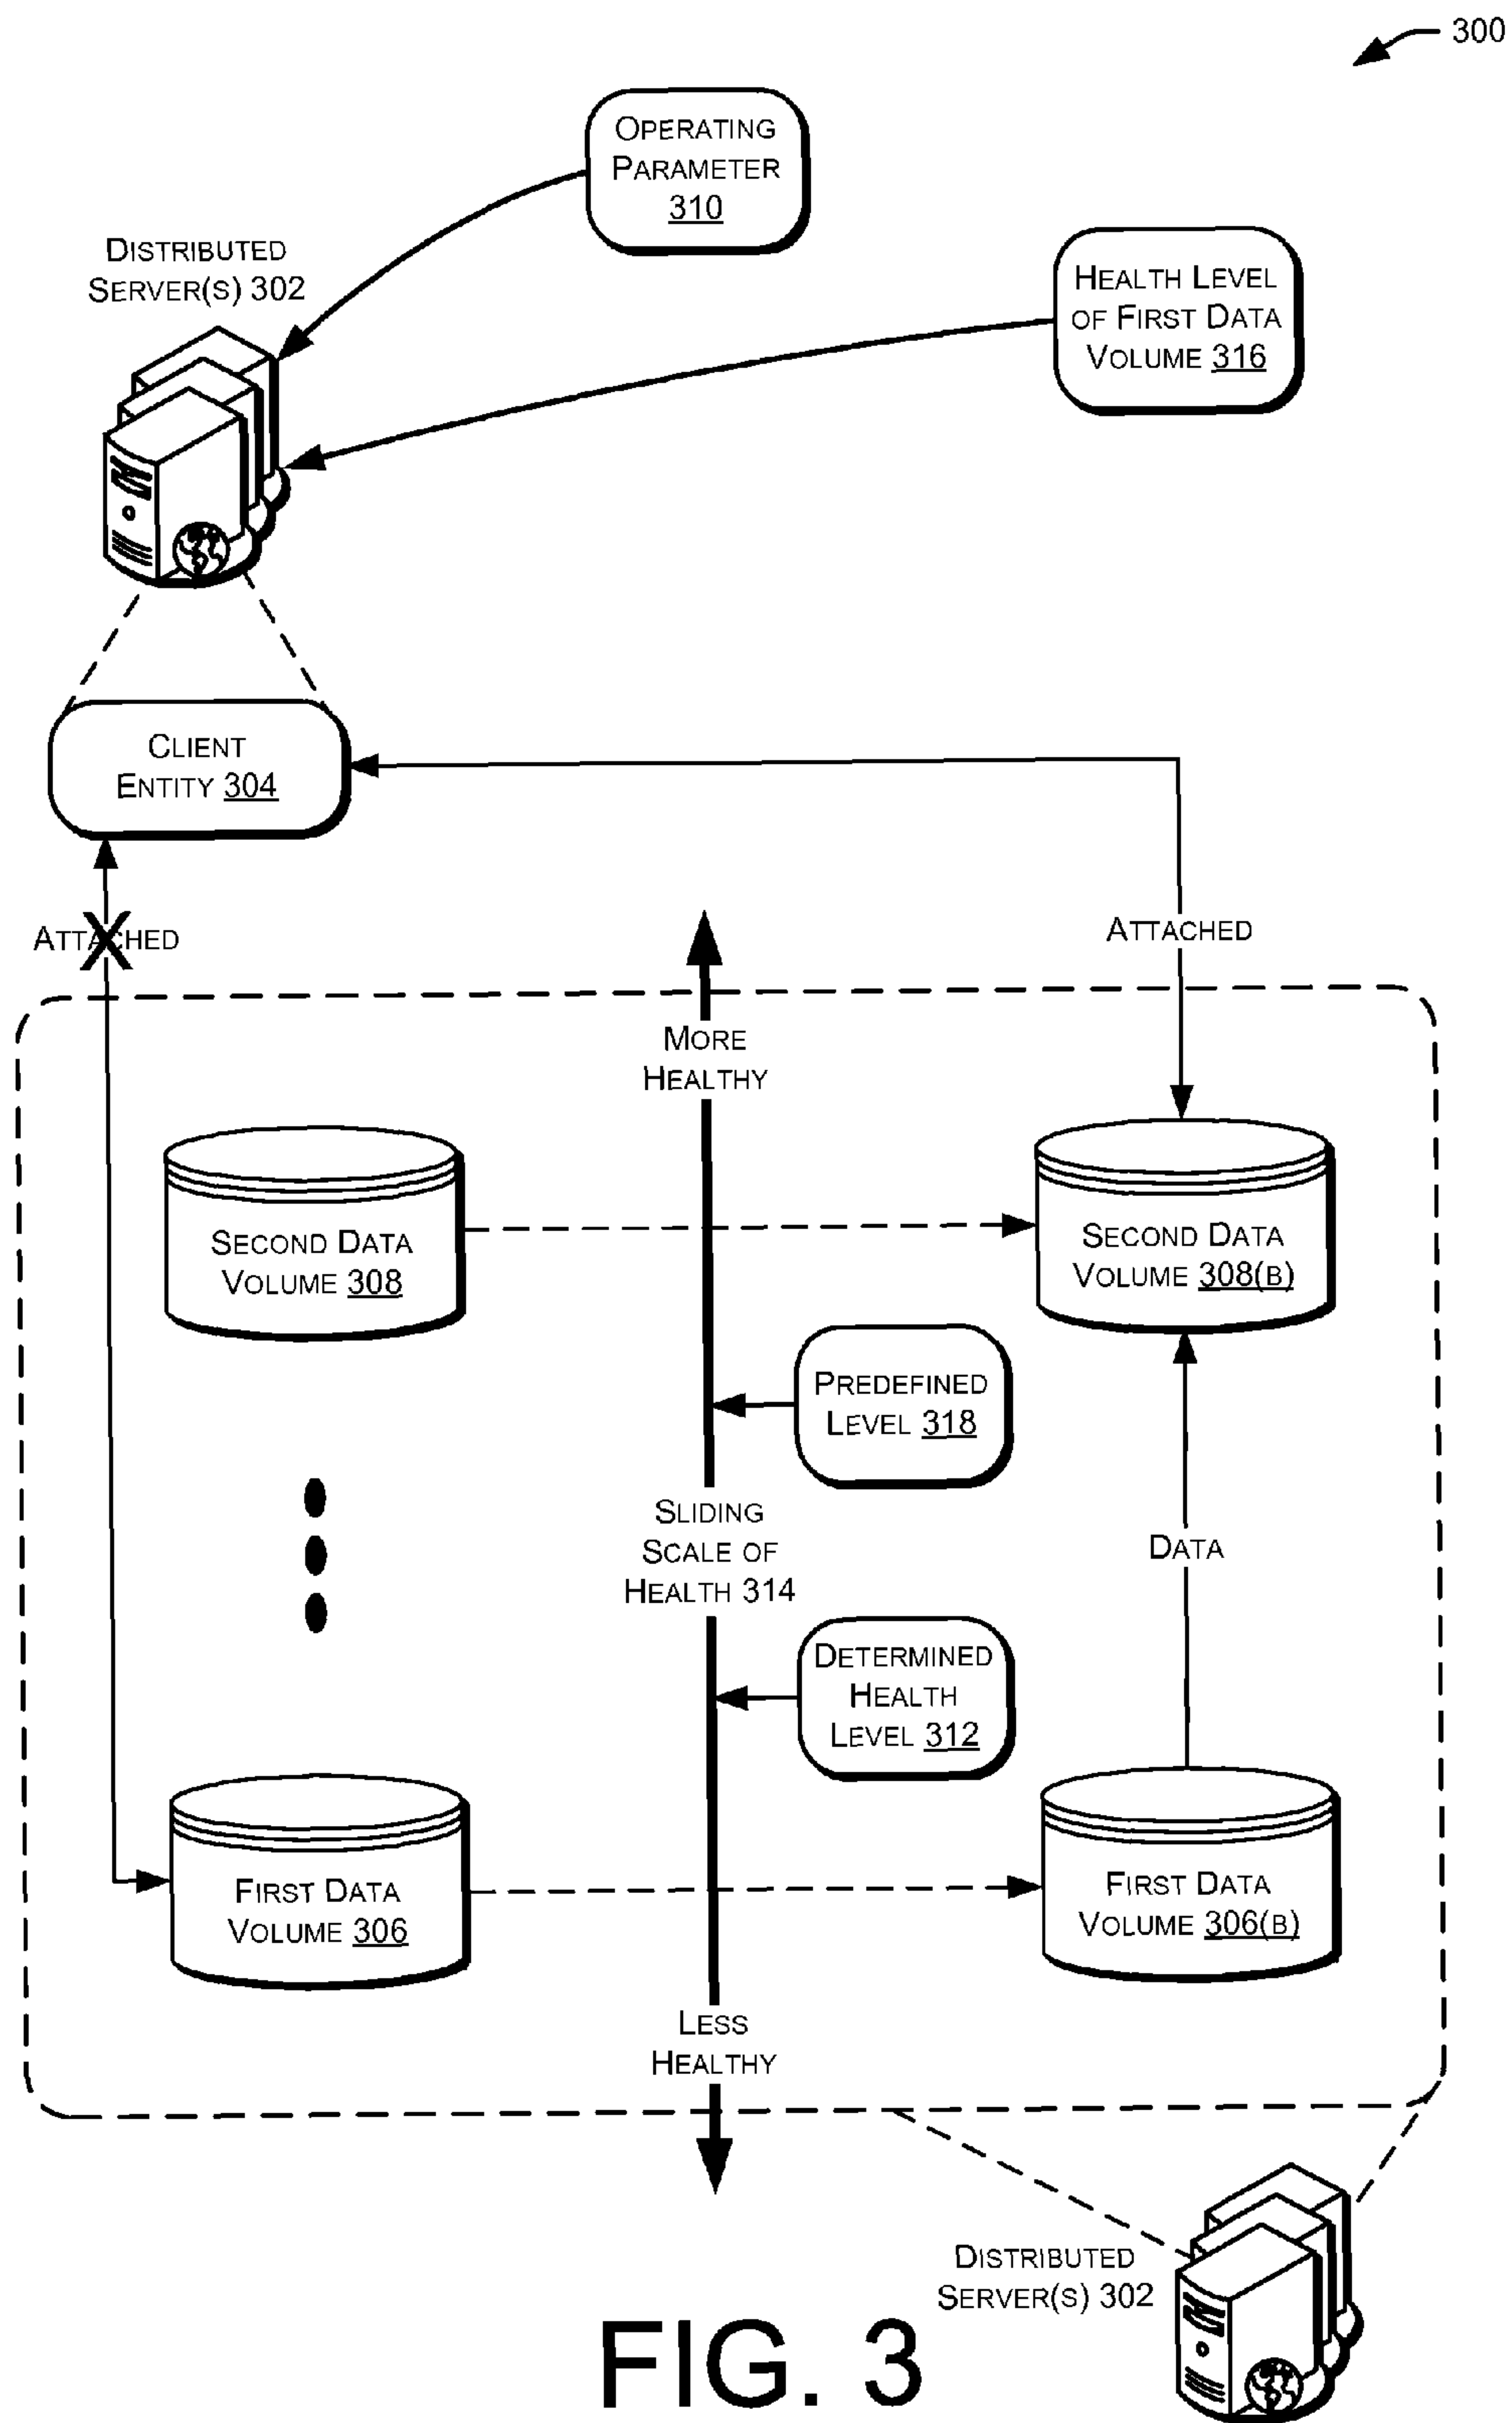 300
OPERATING
PARAMETER
310
DISTRIBUTED
SERVER(S) 302
HEALTH LEVEL
OF FIRST DATA
VOLUME 316
CLIENT
ENTITY 304
ATTACHED
ATTACHED
MORE
HEALTHY
SECOND DATA
VOLUME 308
SECOND DATA
VOLUME 308(B)
PREDEFINED
LEVEL 318
SLIDING
SCALE OF
HEALTH 314
DATA
DETERMINED
HEALTH
LEVEL 312
FIRST DATA
VOLUME 306
FIRST DATA
VOLUME 306(B)
LESS
HEALTHY
DISTRIBUTED
SERVER(S) 302
FIG. 3